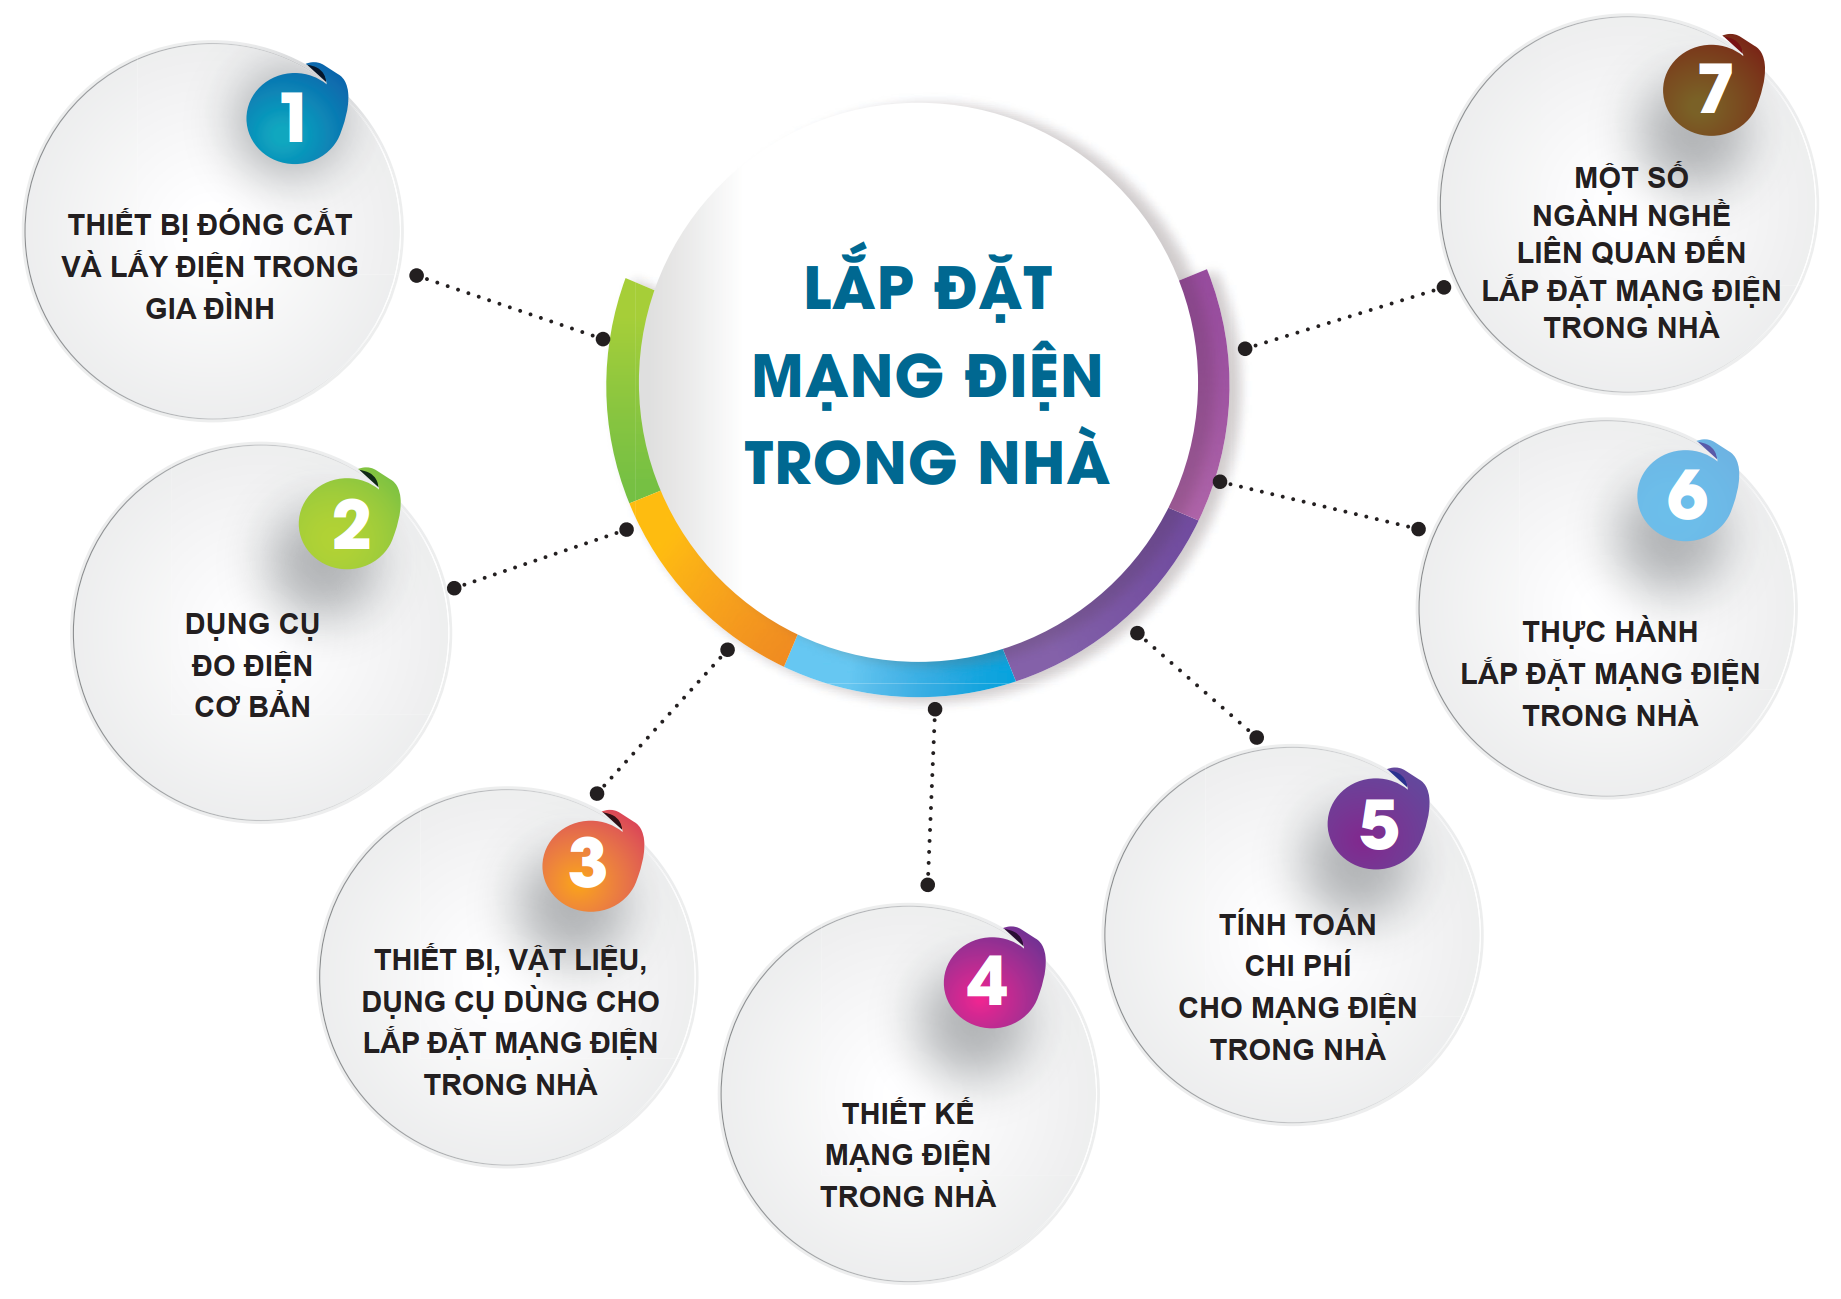 LẮP ĐẶT
MẠNG ĐIỆN
TRONG NHÀ
1
THIẾT BỊ ĐÓNG CẮT
VÀ LẤY ĐIỆN TRONG
GIA ĐÌNH
2
DỤNG CỤ
ĐO ĐIỆN
CƠ BẢN
3
THIẾT BỊ, VẬT LIỆU,
DỤNG CỤ DÙNG CHO
LẮP ĐẶT MẠNG ĐIỆN
TRONG NHÀ
4
THIẾT KẾ
MẠNG ĐIỆN
TRONG NHÀ
5
TÍNH TOÁN
CHI PHÍ
CHO MẠNG ĐIỆN
TRONG NHÀ
6
THỰC HÀNH
LẮP ĐẶT MẠNG ĐIỆN
TRONG NHÀ
7
MỘT SỐ
NGÀNH NGHỀ
LIÊN QUAN ĐẾN
LẮP ĐẶT MẠNG ĐIỆN
TRONG NHÀ